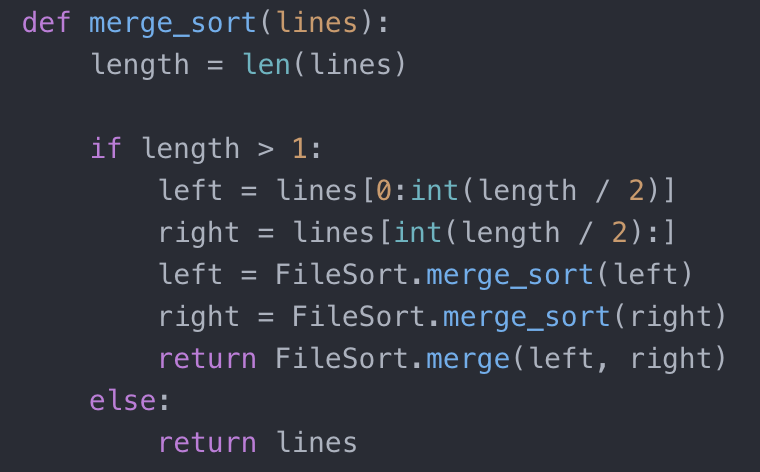 def merge_sort(lines):
    length = len(lines)

    if length > 1:
        left = lines[0:int(length / 2)]
        right = lines[int(length / 2):]
        left = FileSort.merge_sort(left)
        right = FileSort.merge_sort(right)
        return FileSort.merge(left, right)
    else:
        return lines